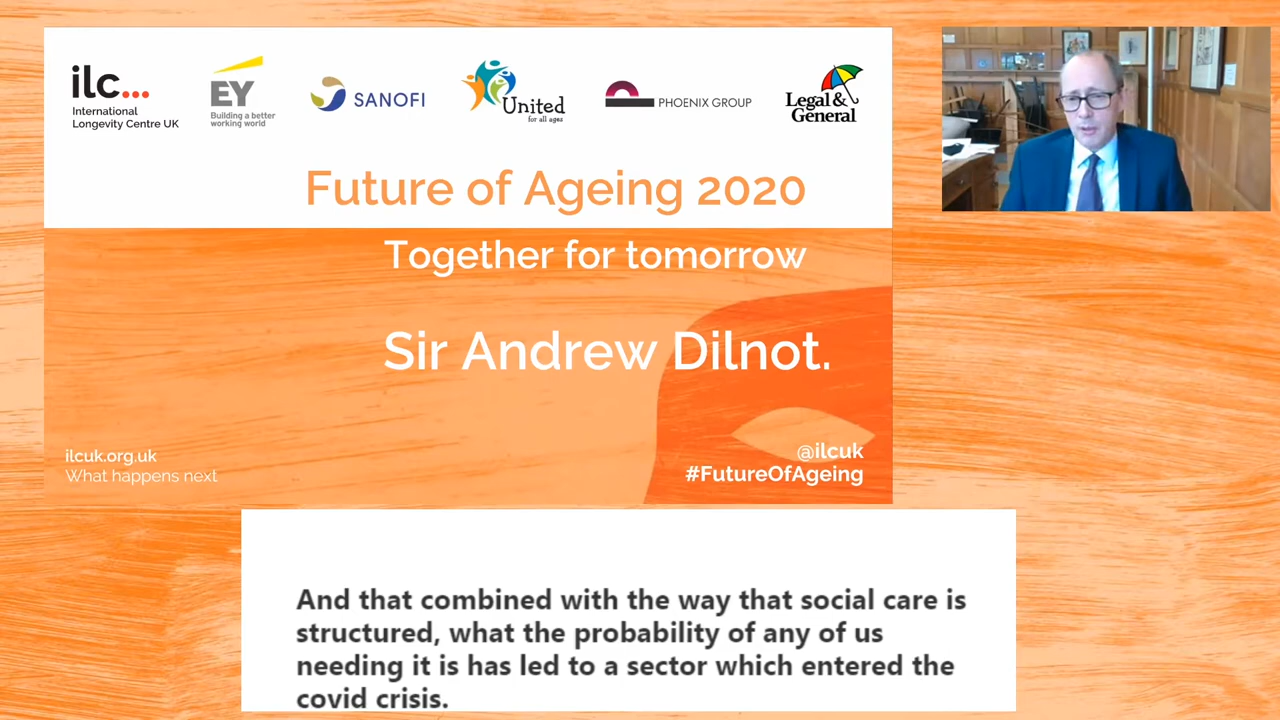 ilc...
International
Longevity Centre UK
EY
Building a better
working world
SANOFI
United
for all ages
PHOENIX GROUP
Legal &
General
Future of Ageing 2020
Together for tomorrow
Sir Andrew Dilnot.
ilcuk.org.uk
What happens next
@ilcuk
#FutureOfAgeing
And that combined with the way that social care is
structured, what the probability of any of us
needing it is has led to a sector which entered the
covid crisis.